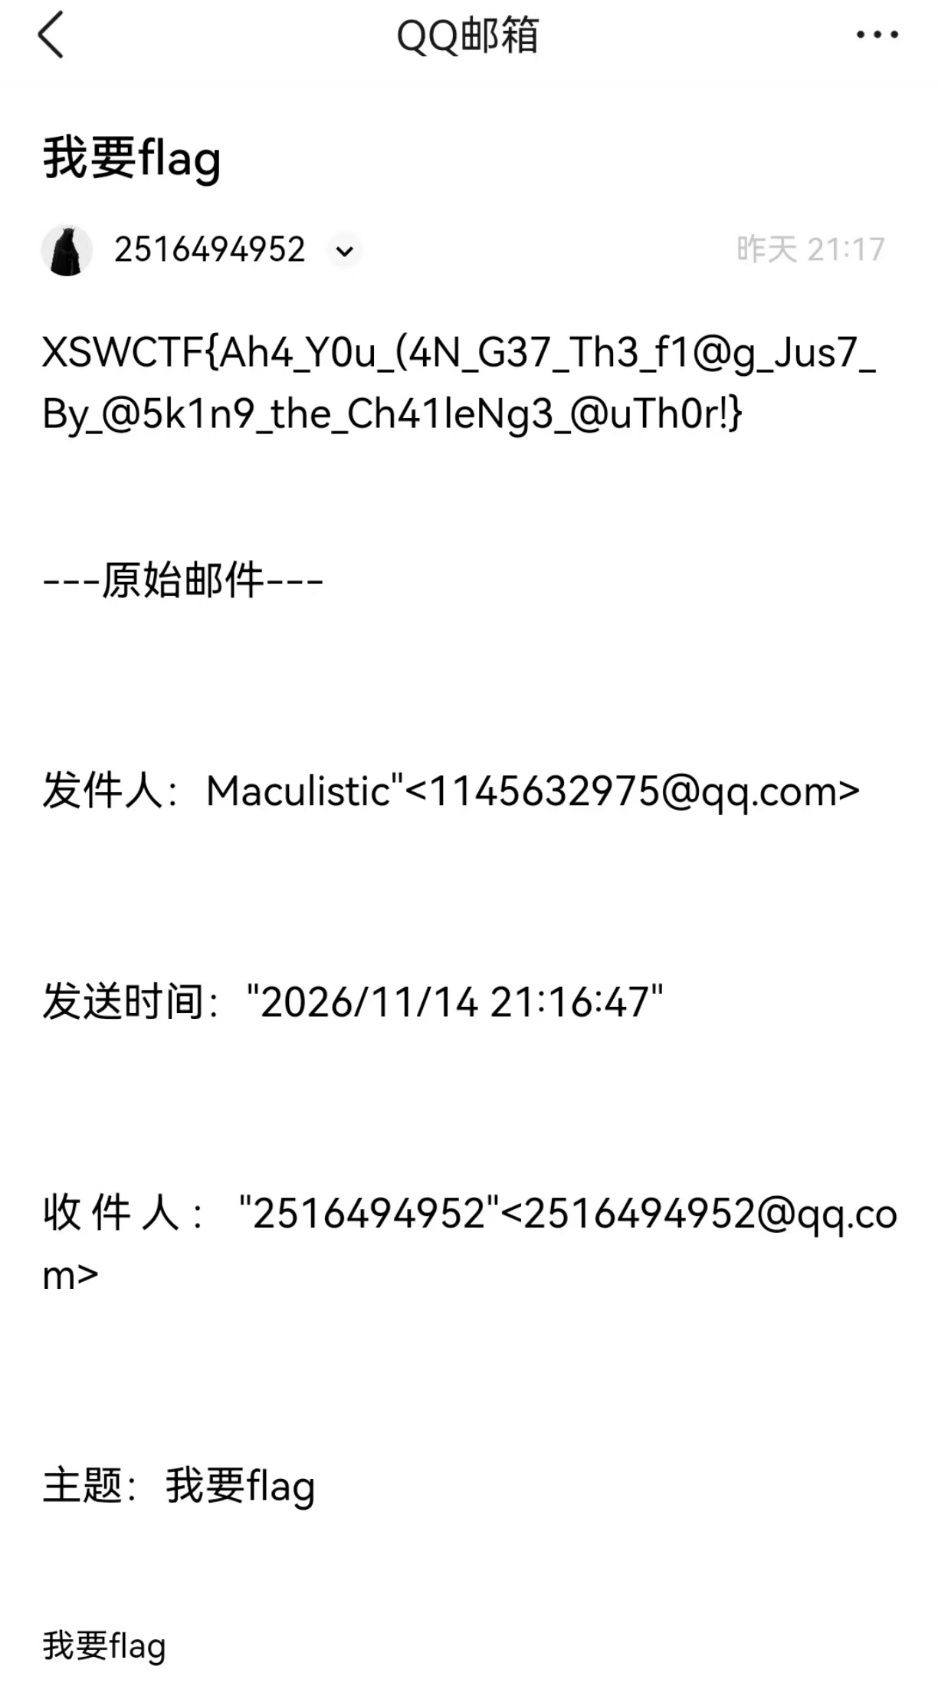 QQ邮箱
我要flag
2516494952
昨天 21:17
XSWCTF{Ah4_Y0u_(4N_G37_Th3_f1@g_Jus7_
By_@5k1n9_the_Ch41leNg3_@uTh0r!}
---原始邮件---
发件人：Maculistic"<1145632975@qq.com>
发送时间："2026/11/14 21:16:47"
收件人："2516494952"<2516494952@qq.co
m>
主题：我要flag
我要flag